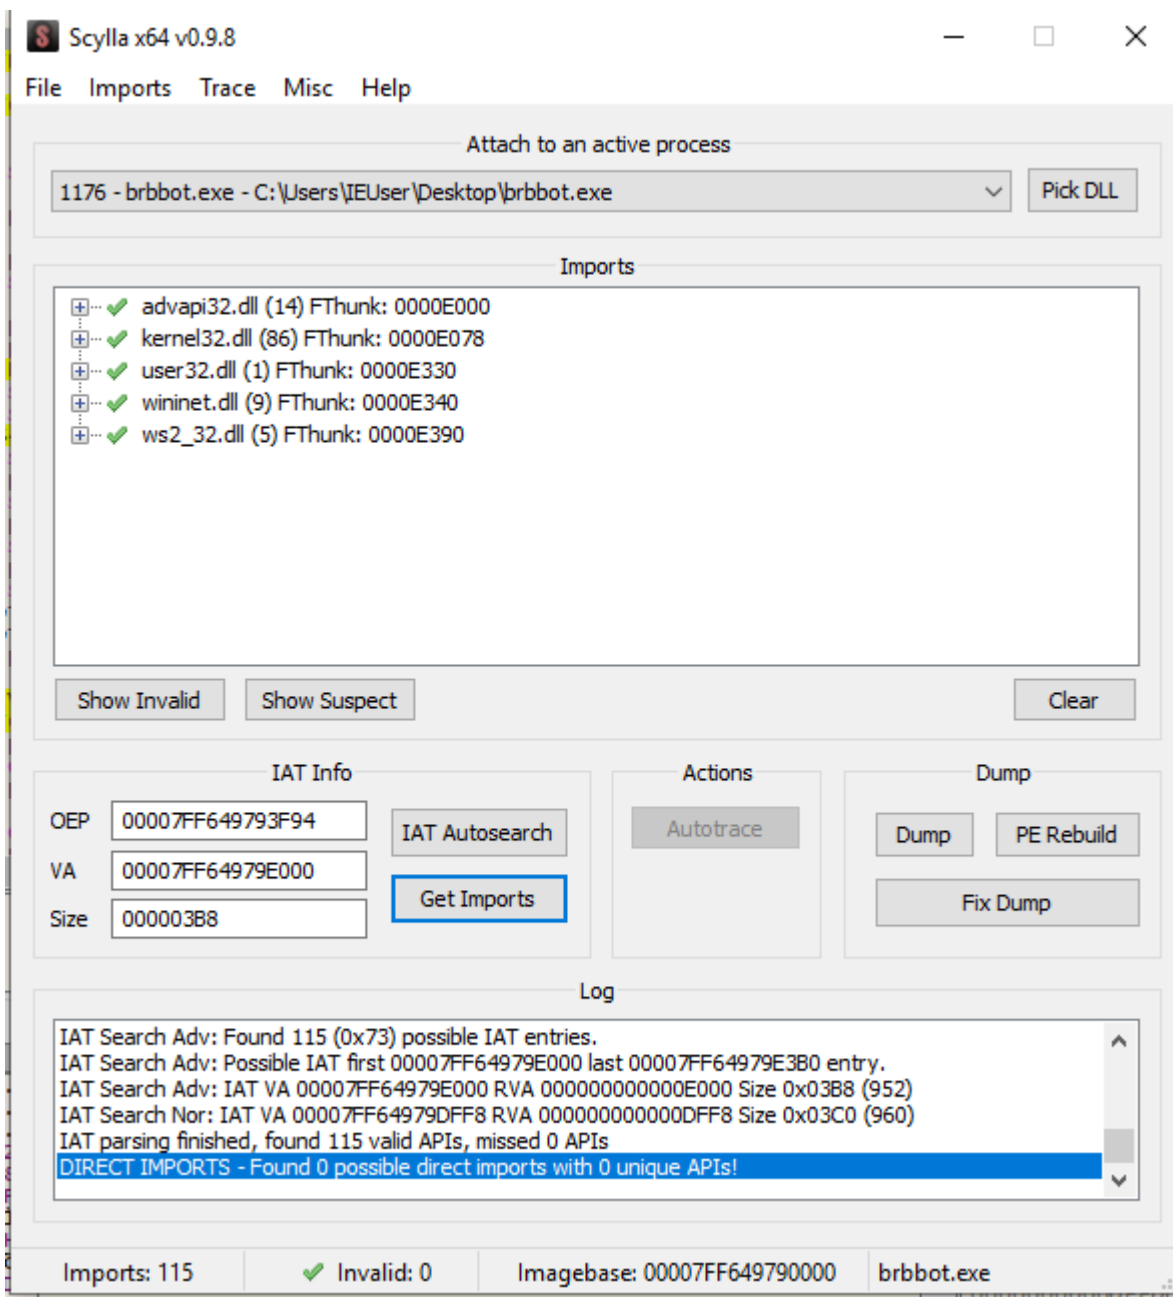 Scylla x64 v0.9.8
File Imports Trace Misc Help
Attach to an active process
1176 - brbbot.exe - C:\Users\IEUser\Desktop\brbbot.exe
Pick DLL
Imports
advapi32.dll (14) FThunk: 0000E000
kernel32.dll (86) FThunk: 0000E078
user32.dll (1) FThunk: 0000E330
wininet.dll (9) FThunk: 0000E340
ws2_32.dll (5) FThunk: 0000E390
Show Invalid Show Suspect Clear
IAT Info
OEP 00007FF649793F94
VA 00007FF64979E000
Size 000003B8
IAT Autosearch
Get Imports
Actions
Autotrace
Dump
Dump PE Rebuild
Fix Dump
Log
IAT Search Adv: Found 115 (0x73) possible IAT entries.
IAT Search Adv: Possible IAT first 00007FF64979E000 last 00007FF64979E3B0 entry.
IAT Search Adv: IAT VA 00007FF64979E000 RVA 000000000000E000 Size 0x03B8 (952)
IAT Search Nor: IAT VA 00007FF64979DFF8 RVA 000000000000DFF8 Size 0x03C0 (960)
IAT parsing finished, found 115 valid APIs, missed 0 APIs
DIRECT IMPORTS - Found 0 possible direct imports with 0 unique APIs!
Imports: 115 Invalid: 0 Imagebase: 00007FF649790000 brbbot.exe